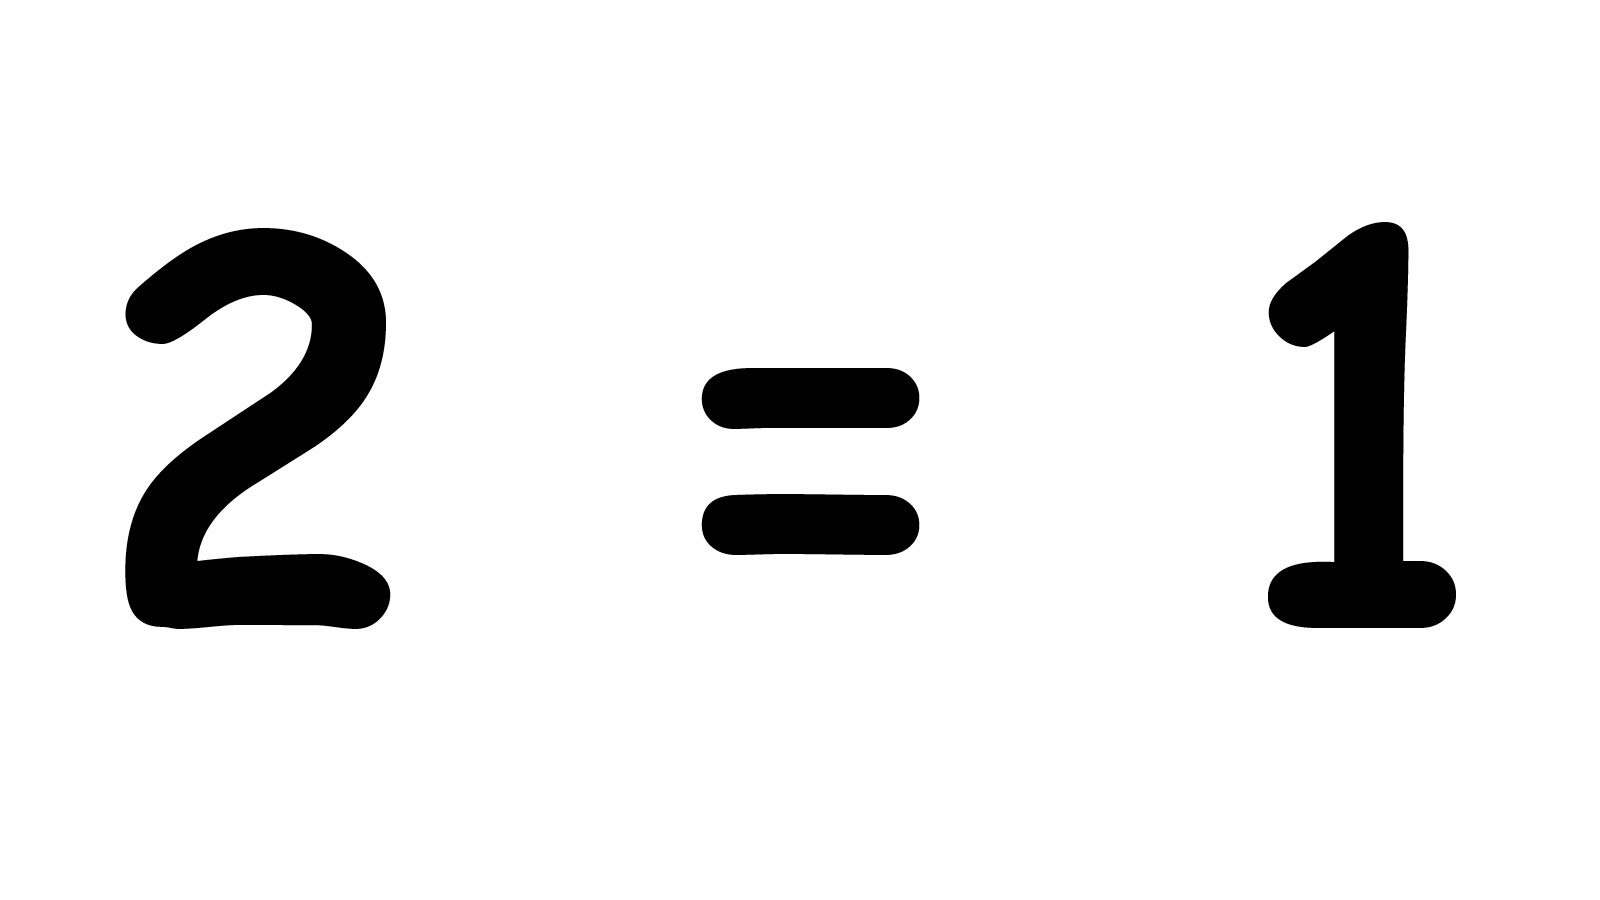 2 = 1